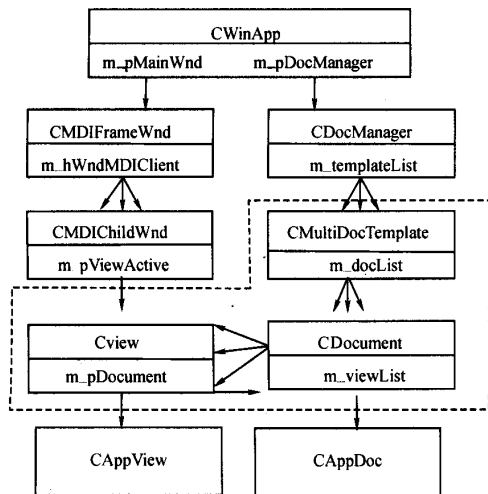 CWinApp
m_pMainWnd m_pDocManager
CMDIFrameWnd
m_hWndMDIClient
CDocManager
m_templateList
CMDIChildWnd
m_pViewActive
CMultiDocTemplate
m_docList
Cview
m_pDocument
CDocument
m_viewList
CAppView
CAppDoc